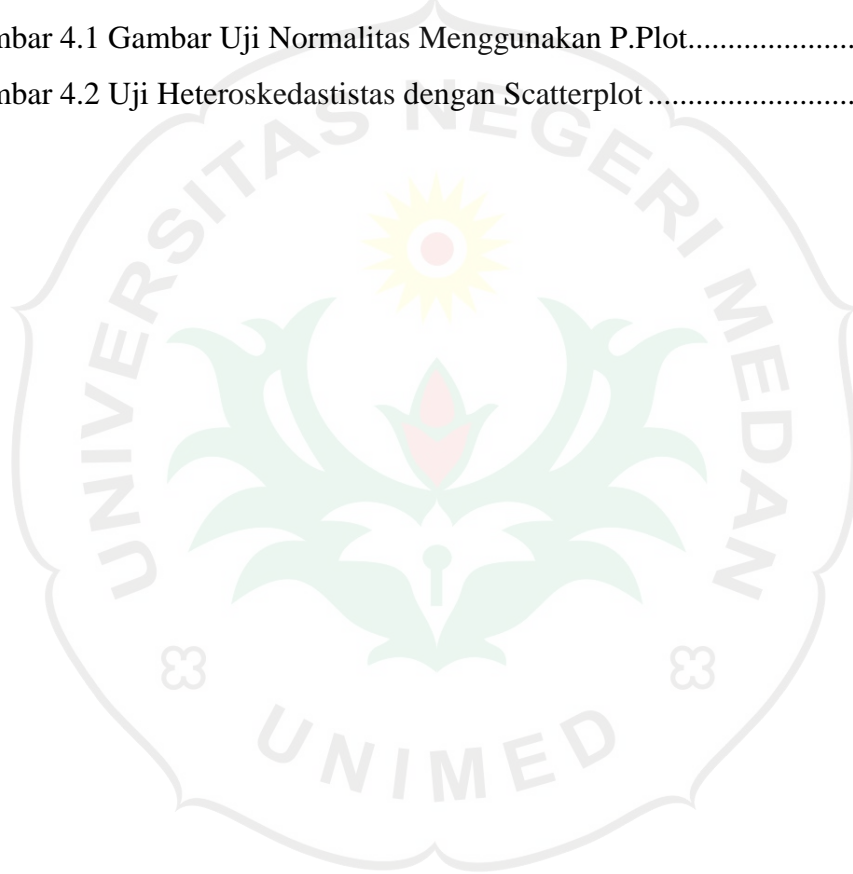 mbar 4.1 Gambar Uji Normalitas Menggunakan P.Plot.....................
mbar 4.2 Uji Heteroskedastistas dengan Scatterplot .........................
UNIVERSITAS NEGERI MEDAN
UNIMED